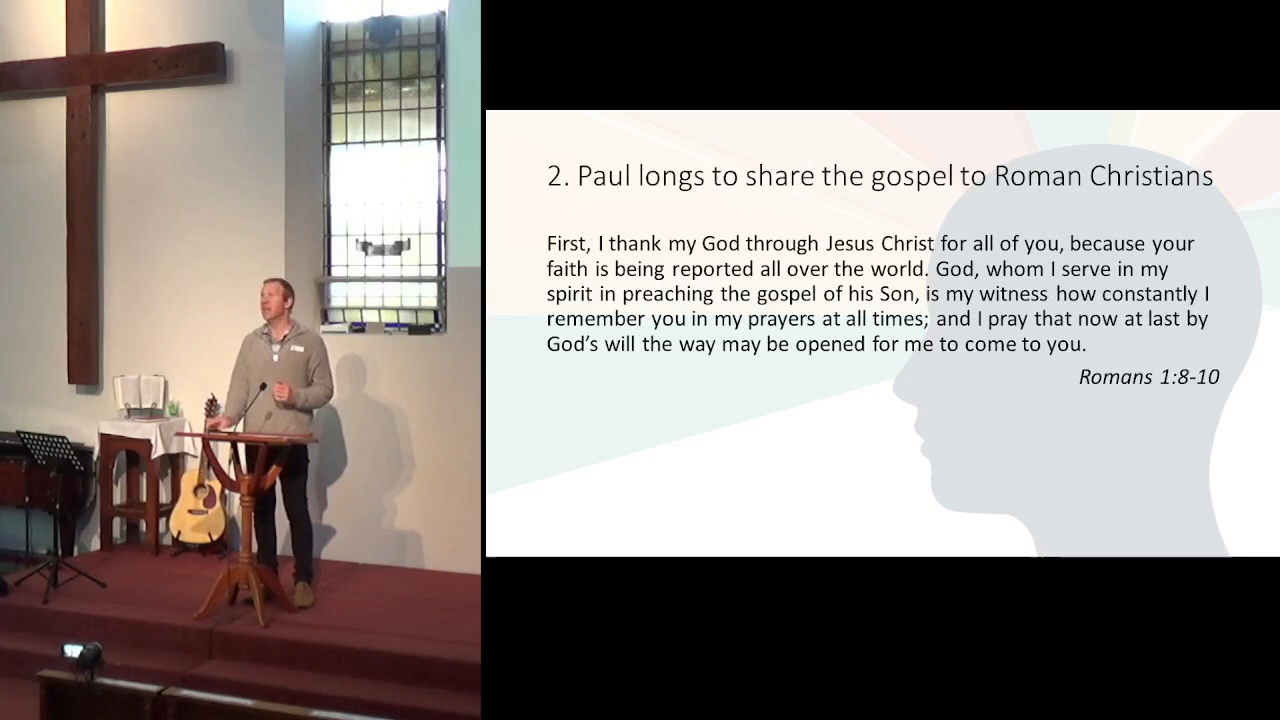 2. Paul longs to share the gospel to Roman Christians
First, I thank my God through Jesus Christ for all of you, because your
faith is being reported all over the world. God, whom I serve in my
spirit in preaching the gospel of his Son, is my witness how constantly I
remember you in my prayers at all times; and I pray that now at last by
God’s will the way may be opened for me to come to you.
Romans 1:8-10